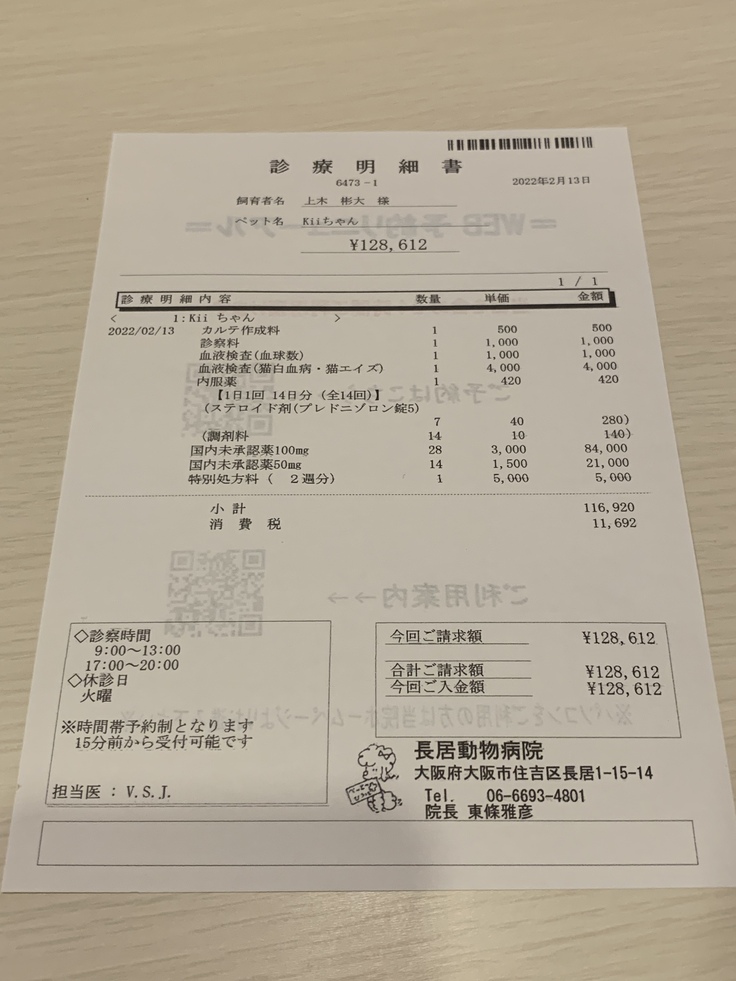 診療明細書
6473-1
2022年2月13日
飼育者名 上木 彬大 様
ペット名 Kiiちゃん
¥128,612
1 / 1
診療明細内容 数量 単価 金額
< 1:Kii ちゃん >
2022/02/13 カルテ作成料 1 500 500
診察料 1 1,000 1,000
血液検査(血球数) 1 1,000 1,000
血液検査(猫白血病・猫エイズ) 1 4,000 4,000
内服薬 1 420 420
【1日1回 14日分 (全14回)】
(ステロイド剤(プレドニゾロン錠5)
7 40 280)
(調剤料 14 10 140)
国内未承認薬100mg 28 3,000 84,000
国内未承認薬50mg 14 1,500 21,000
特別処方料 ( 2週分) 1 5,000 5,000
小計 116,920
消費税 11,692
◇診察時間
9:00~13:00
17:00~20:00
◇休診日
火曜
※時間帯予約制となります
15分前から受付可能です
担当医 : V.S.J.
今回ご請求額 ¥128,612
合計ご請求額 ¥128,612
今回ご入金額 ¥128,612
長居動物病院
大阪府大阪市住吉区長居1-15-14
Tel. 06-6693-4801
院長 東條雅彦